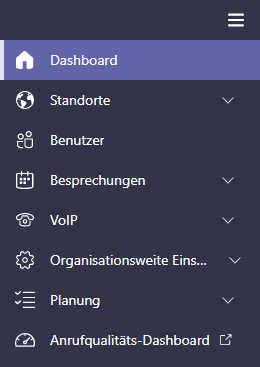 Dashboard
Standorte
Benutzer
Besprechungen
VoIP
Organisationsweite Eins...
Planung
Anrufqualitäts-Dashboard